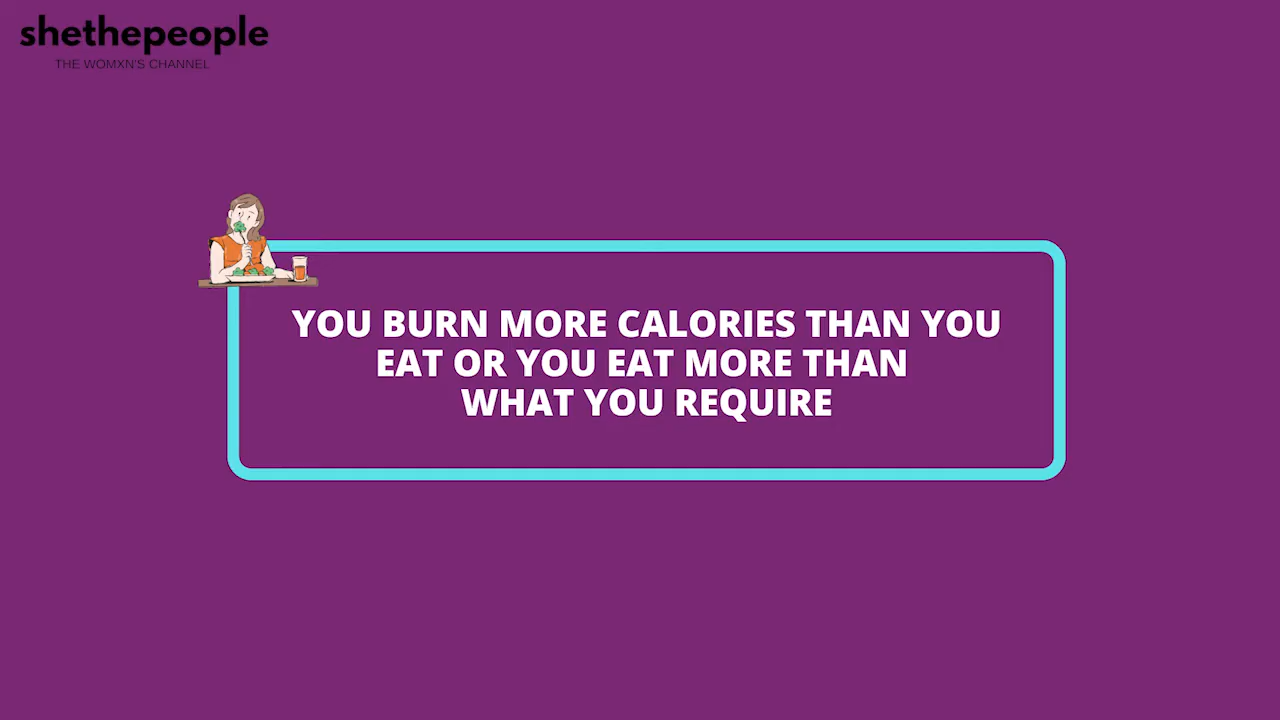 shethepeople
THE WOMXN'S CHANNEL
YOU BURN MORE CALORIES THAN YOU
EAT OR YOU EAT MORE THAN
WHAT YOU REQUIRE